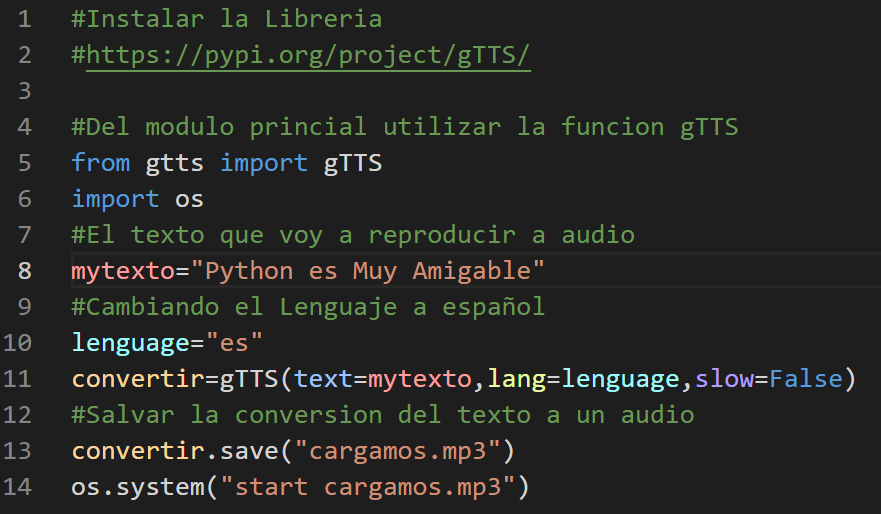 1 #Instalar la Libreria
2 #https://pypi.org/project/gTTS/
3
4 #Del modulo princial utilizar la funcion gTTS
5 from gtts import gTTS
6 import os
7 #El texto que voy a reproducir a audio
8 mytexto="Python es Muy Amigable"
9 #Cambiando el Lenguaje a español
10 lenguage="es"
11 convertir=gTTS(text=mytexto,lang=lenguage,slow=False)
12 #Salvar la conversion del texto a un audio
13 convertir.save("cargamos.mp3")
14 os.system("start cargamos.mp3")